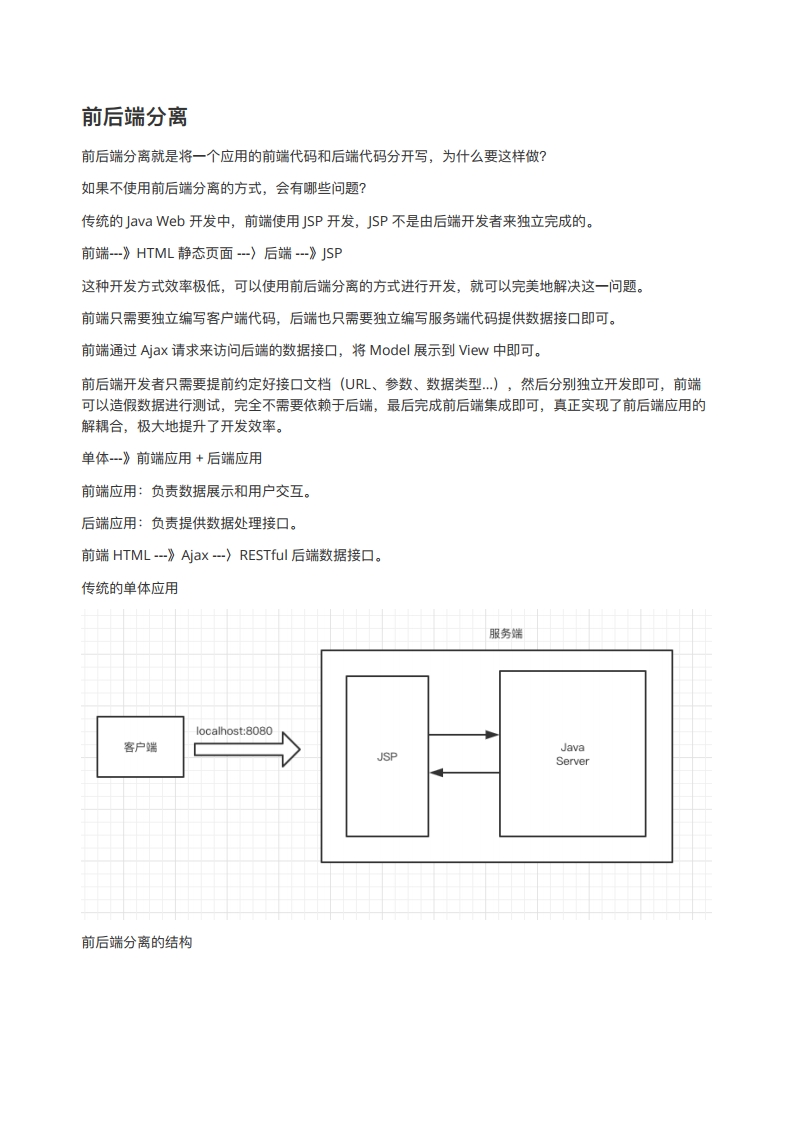 前后端分离
前后端分离就是将一个应用的前端代码和后端代码分开写，为什么要这样做？
如果不使用前后端分离的方式，会有哪些问题？
传统的 Java Web 开发中，前端使用 JSP 开发，JSP 不是由后端开发者来独立完成的。
前端---》HTML 静态页面 ---〉后端 ---》JSP
这种开发方式效率极低，可以使用前后端分离的方式进行开发，就可以完美地解决这一问题。
前端只需要独立编写客户端代码，后端也只需要独立编写服务端代码提供数据接口即可。
前端通过 Ajax 请求来访问后端的数据接口，将 Model 展示到 View 中即可。
前后端开发者只需要提前约定好接口文档（URL、参数、数据类型...），然后分别独立开发即可，前端
可以造假数据进行测试，完全不需要依赖于后端，最后完成前后端集成即可，真正实现了前后端应用的
解耦合，极大地提升了开发效率。
单体---》前端应用 + 后端应用
前端应用：负责数据展示和用户交互。
后端应用：负责提供数据处理接口。
前端 HTML ---》Ajax ---〉RESTful 后端数据接口。
传统的单体应用
服务端
客户端
localhost:8080
JSP
Java
Server
前后端分离的结构